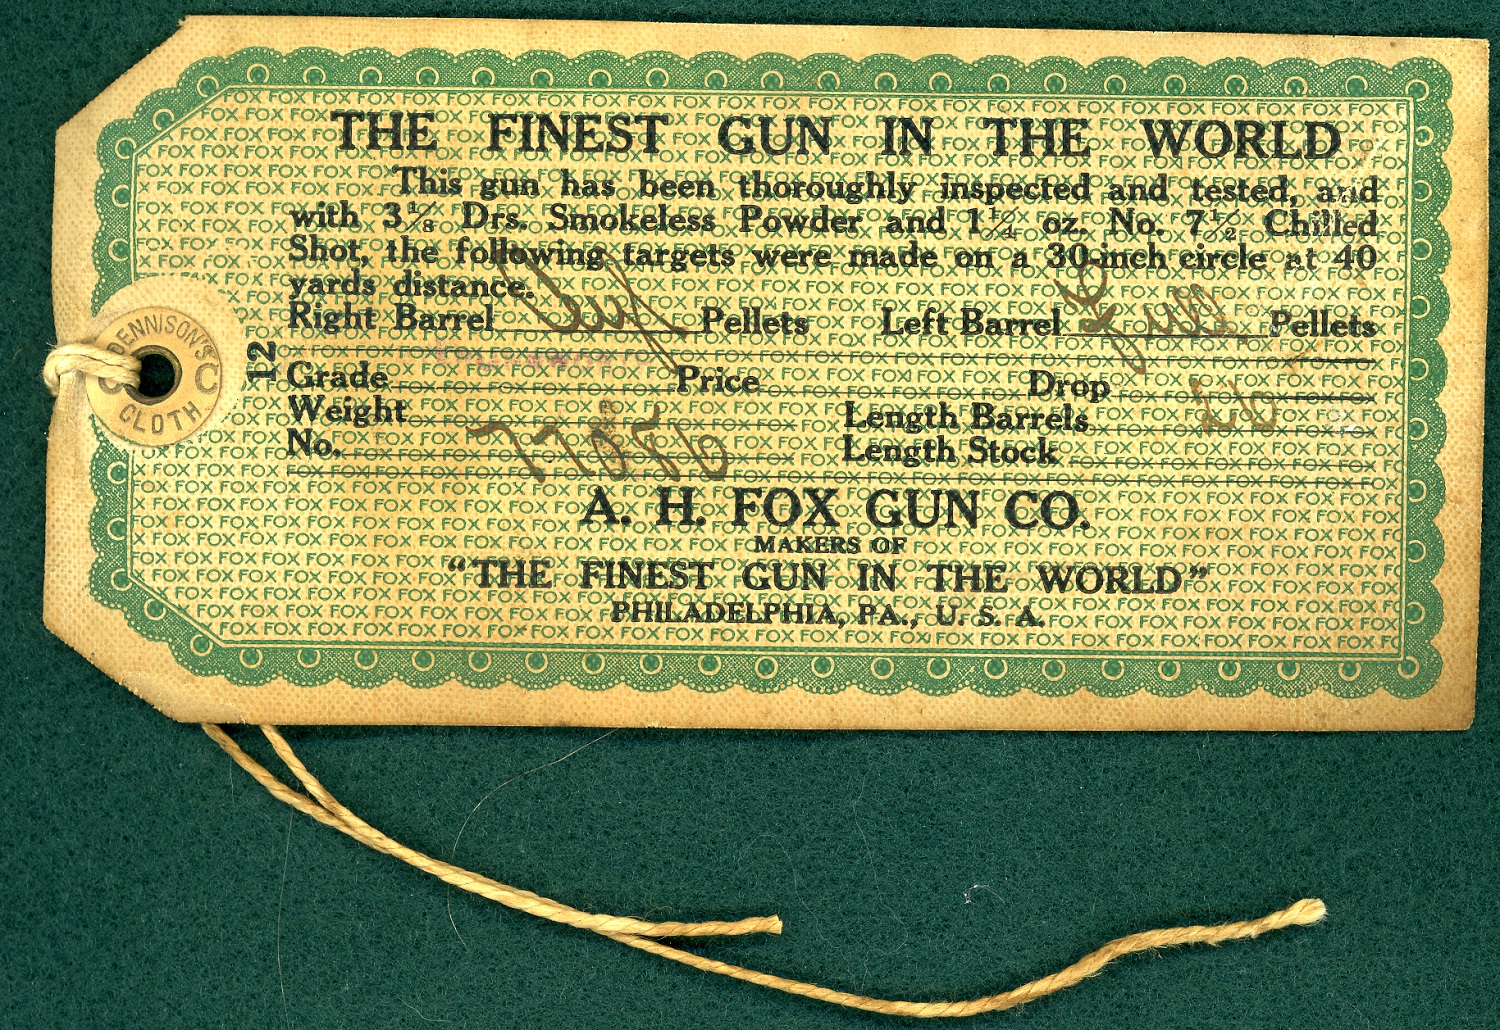 THE FINEST GUN IN THE WORLD
This gun has been thoroughly inspected and tested, and
with 3⅛ Drs. Smokeless Powder and 1¼ oz. No. 7½ Chilled
Shot, the following targets were made on a 30-inch circle at 40
yards distance.
Right Barrel Pellets Left Barrel Pellets
Grade Price Drop
Weight Length Barrels 26
No. Length Stock
A. H. FOX GUN CO.
MAKERS OF
“THE FINEST GUN IN THE WORLD”
PHILADELPHIA, PA., U. S. A.
12
DENNISON'S
CLOTH